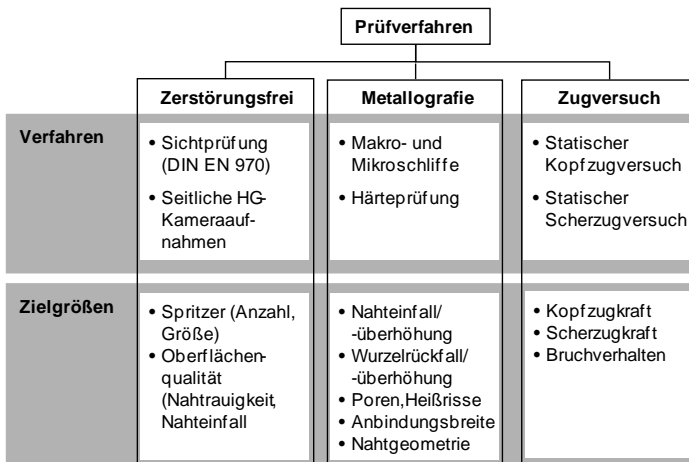 Prüfverfahren
Zerstörungsfrei
Metallografie
Zugversuch
Verfahren
• Sichtprüfung
(DIN EN 970)
• Seitliche HG-
Kameraauf-
nahmen
• Makro- und
Mikroschliffe
• Härteprüfung
• Statischer
Kopfzugversuch
• Statischer
Scherzugversuch
Zielgrößen
• Spritzer (Anzahl,
Größe)
• Oberflächen-
qualität
(Nahtrauigkeit,
Nahteinfall
• Nahteinfall/
-überhöhung
• Wurzelrückfall/
-überhöhung
• Poren,Heißrisse
• Anbindungsbreite
• Nahtgeometrie
• Kopfzugkraft
• Scherzugkraft
• Bruchverhalten